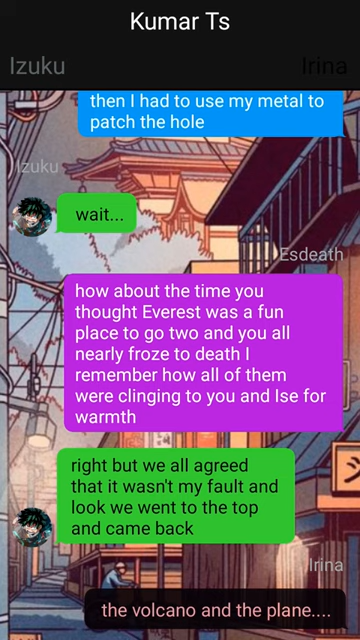 Kumar Ts
Izuku
Irina
then I had to use my metal to
patch the hole
Izuku
wait...
Esdeath
how about the time you
thought Everest was a fun
place to go two and you all
nearly froze to death I
remember how all of them
were clinging to you and Ise for
warmth
right but we all agreed
that it wasn't my fault and
look we went to the top
and came back
Irina
the volcano and the plane....